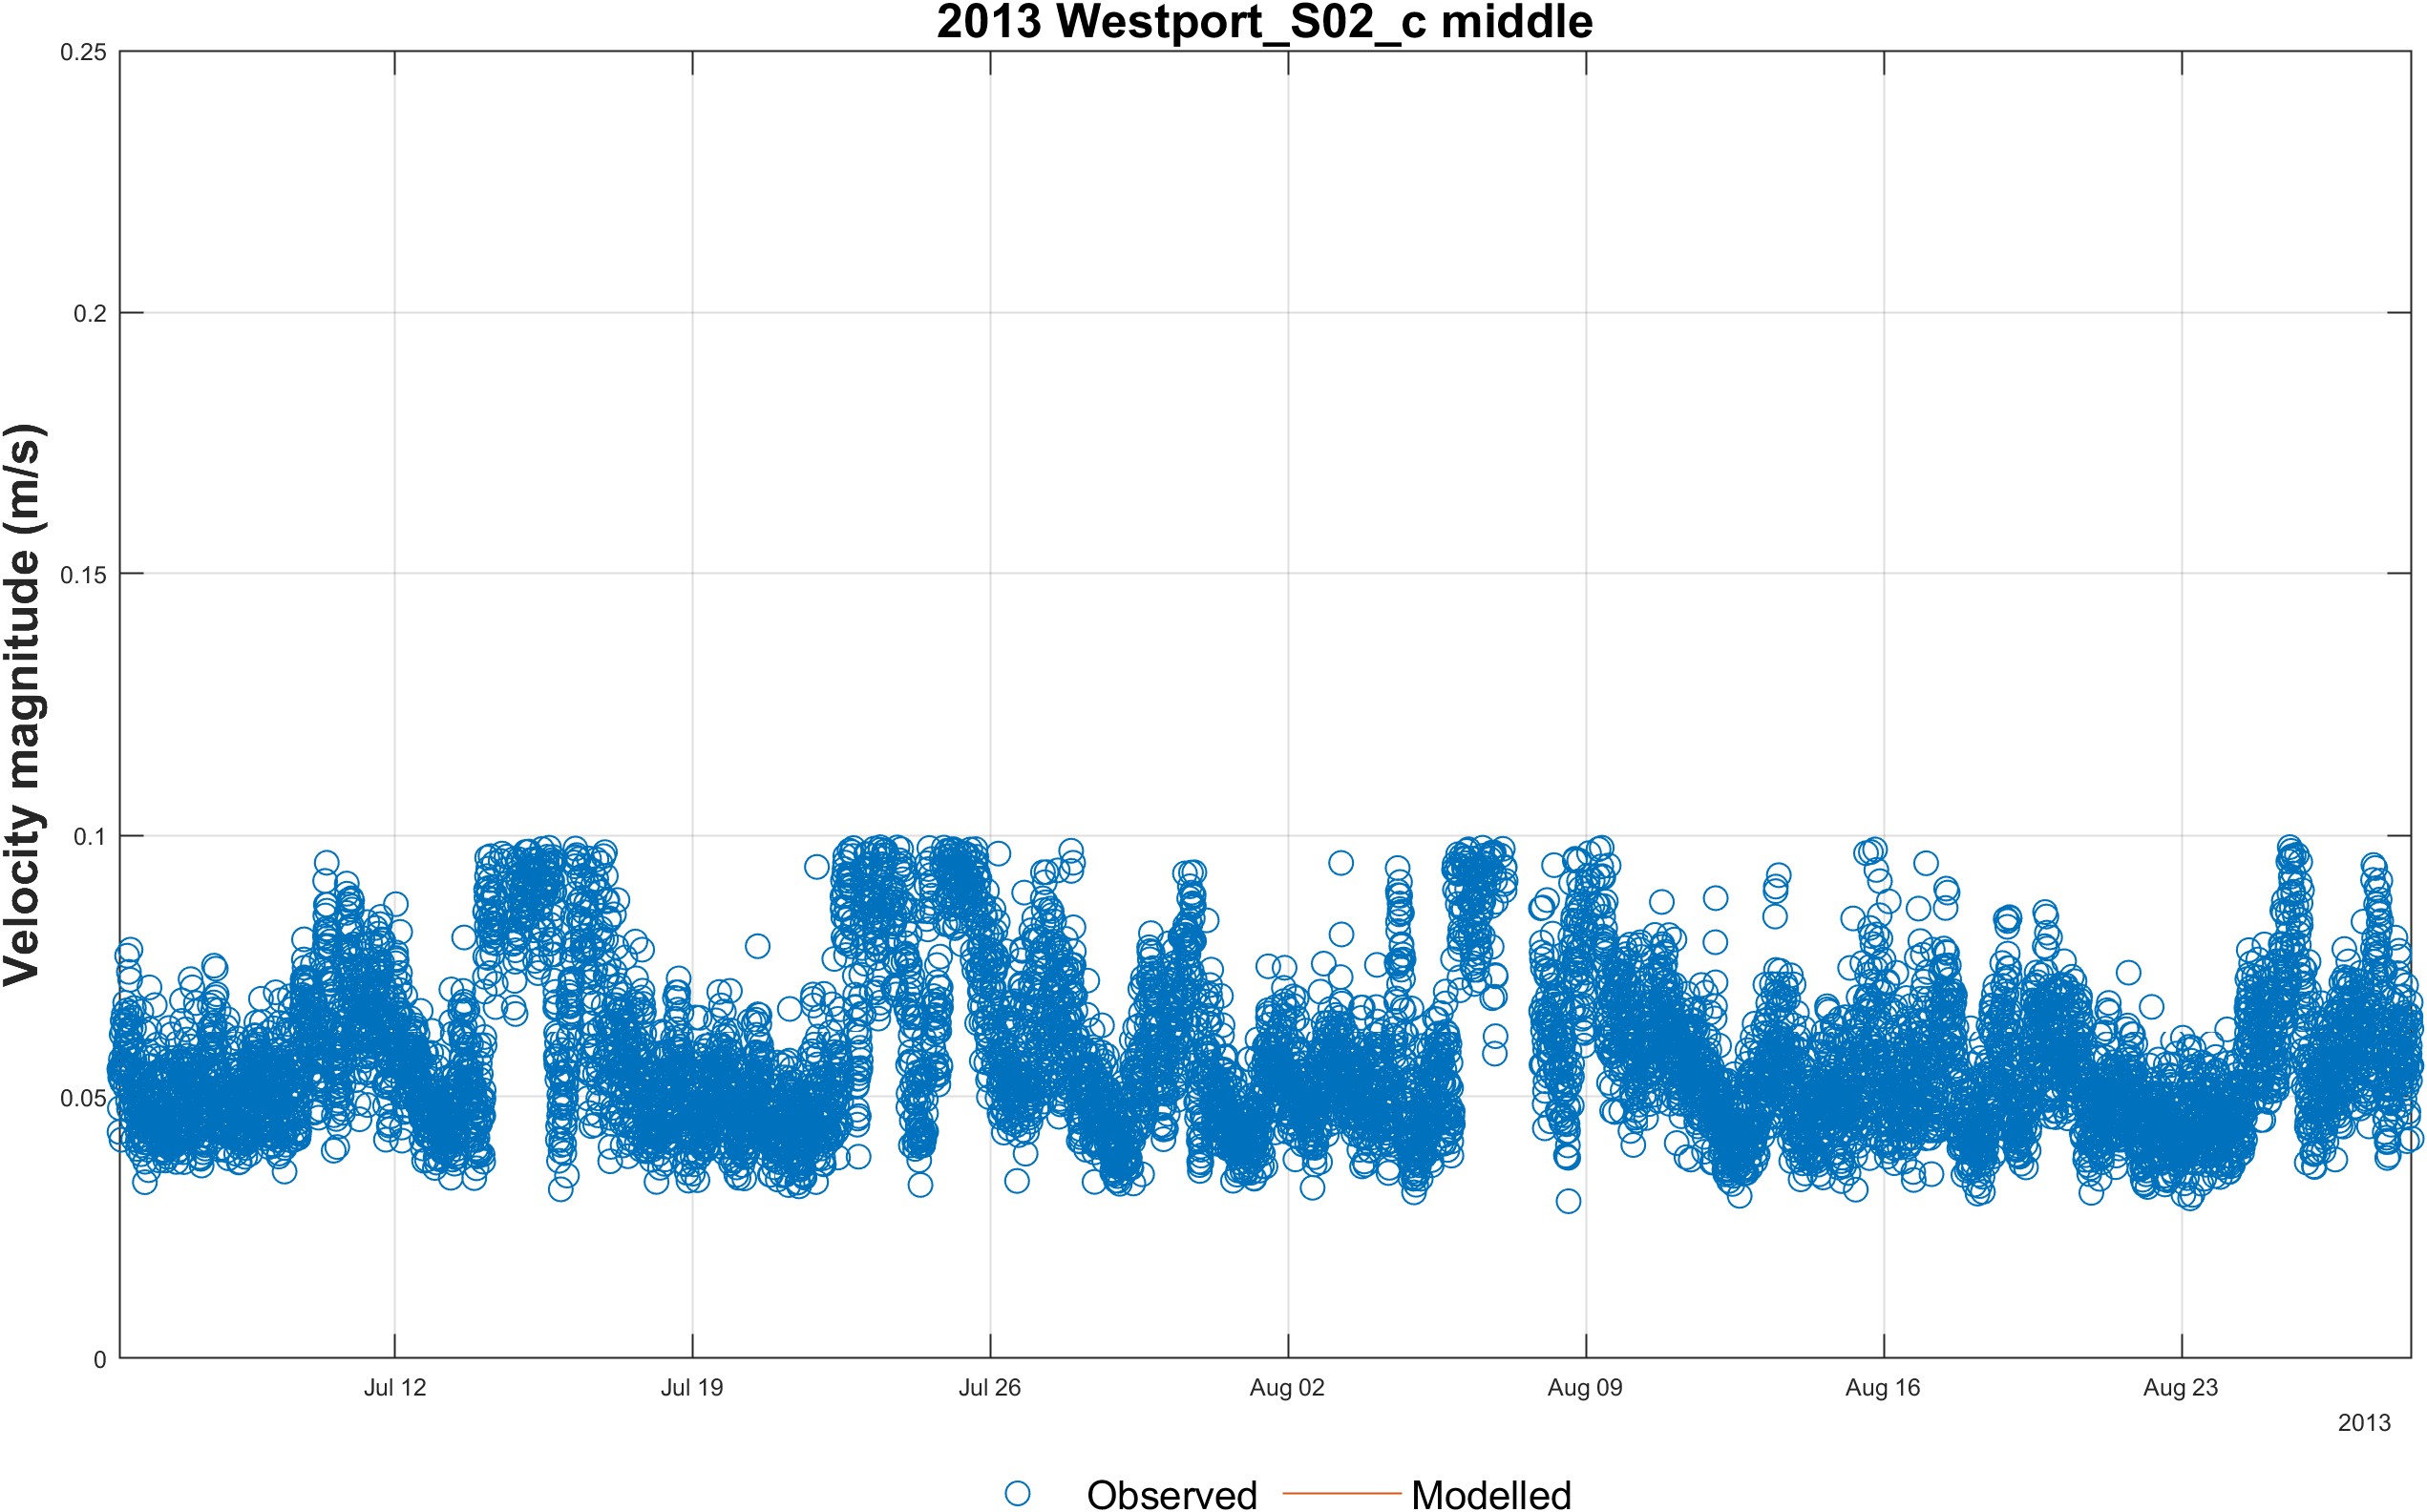 2013 Westport_S02_c middle
0.25
0.2
0.15
0.1
0.05
0
Velocity magnitude (m/s)
Jul 12
Jul 19
Jul 26
Aug 02
Aug 09
Aug 16
Aug 23
2013
Observed
Modelled